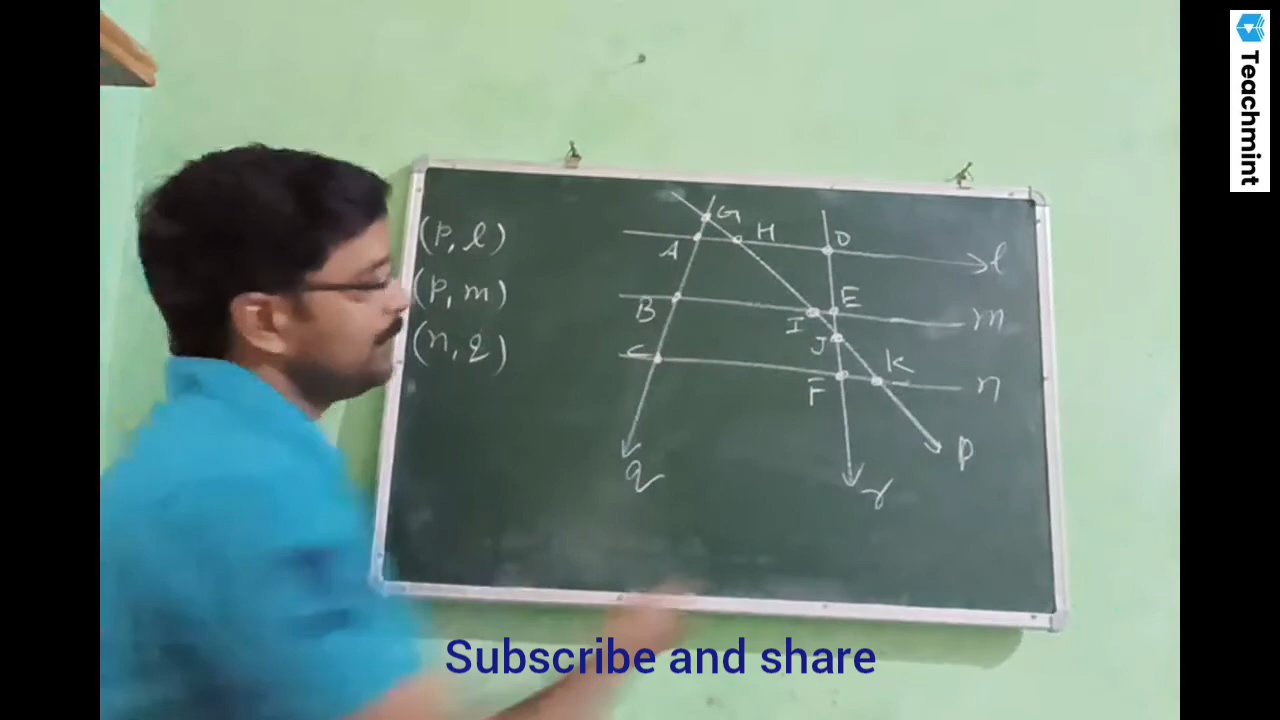 Teachmint
(p, l)
(p, m)
(n, q)
G
A H D l
B I E m
J
C F K n
q r p
Subscribe and share